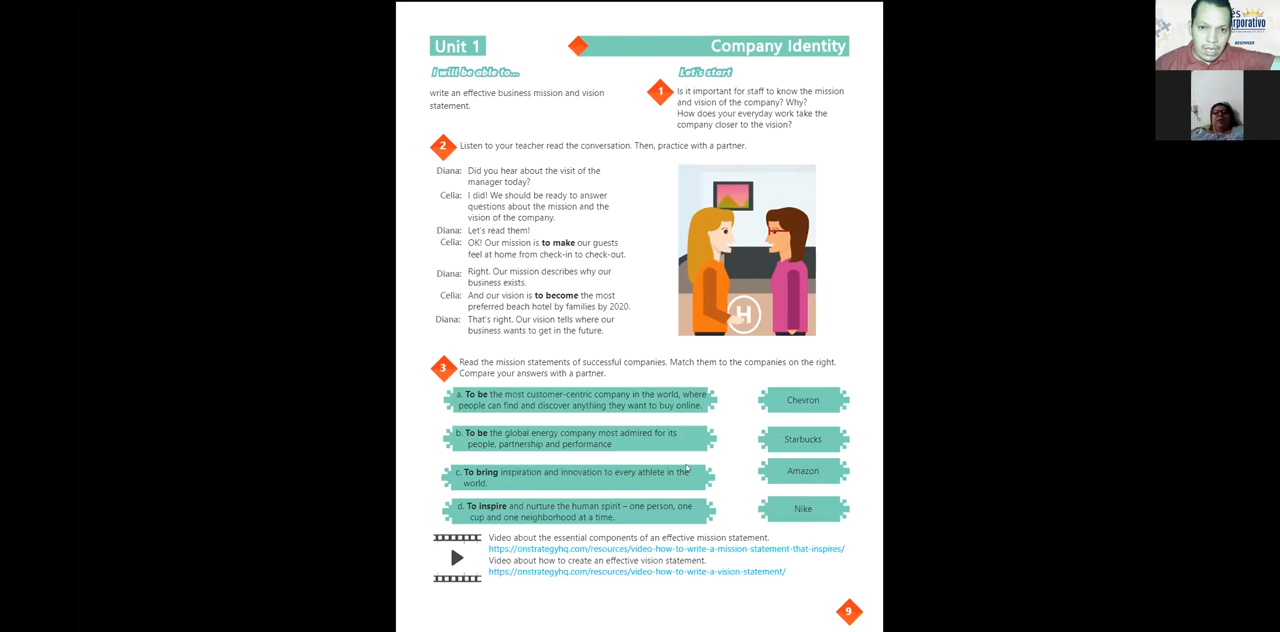 Unit 1
Company Identity
I will be able to...
write an effective business mission and vision
statement.
Let's start
1
Is it important for staff to know the mission
and vision of the company? Why?
How does your everyday work take the
company closer to the vision?
2
Listen to your teacher read the conversation. Then, practice with a partner.
Diana: Did you hear about the visit of the
manager today?
Celia: I did! We should be ready to answer
questions about the mission and the
vision of the company.
Diana: Let's read them!
Celia: OK! Our mission is to make our guests
feel at home from check-in to check-out.
Diana: Right. Our mission describes why our
business exists.
Celia: And our vision is to become the most
preferred beach hotel by families by 2020.
Diana: That's right. Our vision tells where our
business wants to get in the future.
H
3
Read the mission statements of successful companies. Match them to the companies on the right.
Compare your answers with a partner.
a. To be the most customer-centric company in the world, where
people can find and discover anything they want to buy online.
Chevron
b. To be the global energy company most admired for its
people, partnership and performance
Starbucks
c. To bring inspiration and innovation to every athlete in the
world.
Amazon
d. To inspire and nurture the human spirit – one person, one
cup and one neighborhood at a time.
Nike
Video about the essential components of an effective mission statement.
https://onstrategyhq.com/resources/video-how-to-write-a-mission-statement-that-inspires/
Video about how to create an effective vision statement.
https://onstrategyhq.com/resources/video-how-to-write-a-vision-statement/
9
és
rporativo
BEGINNER